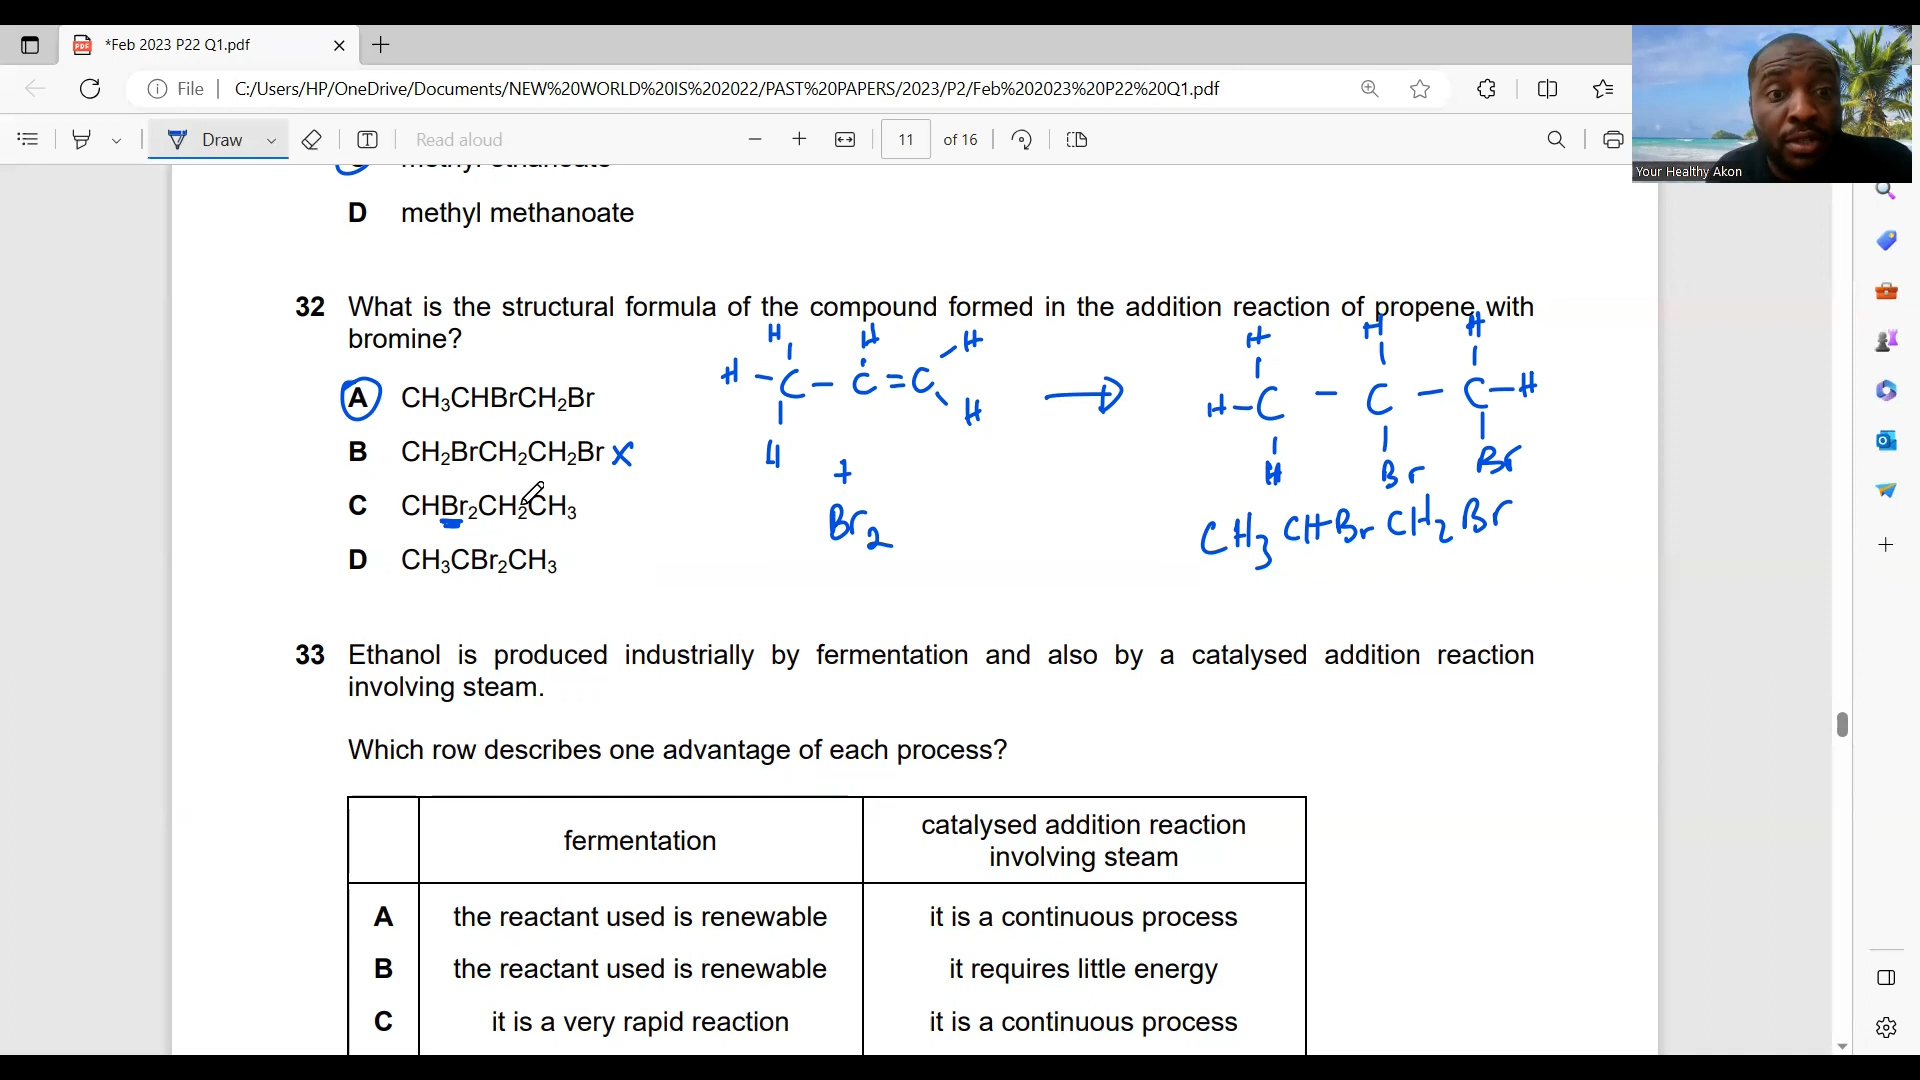 *Feb 2023 P22 Q1.pdf
File
C:/Users/HP/OneDrive/Documents/NEW%20WORLD%20IS%202022/PAST%20PAPERS/2023/P2/Feb%202023%20P22%20Q1.pdf
Draw
T
Read aloud
11 of 16
Your Healthy Akon
methyl ethanoate
D methyl methanoate
32 What is the structural formula of the compound formed in the addition reaction of propene with
bromine?
A CH₃CHBrCH₂Br
B CH₂BrCH₂CH₂Br x
C CHBr₂CH₂CH₃
D CH₃CBr₂CH₃
H H H
H – C – C = C
H H
+
Br₂
→
H H H
H – C – C – C – H
H Br Br
CH₃CHBrCH₂Br
33 Ethanol is produced industrially by fermentation and also by a catalysed addition reaction
involving steam.
Which row describes one advantage of each process?
fermentation
catalysed addition reaction
involving steam
A the reactant used is renewable it is a continuous process
B the reactant used is renewable it requires little energy
C it is a very rapid reaction it is a continuous process